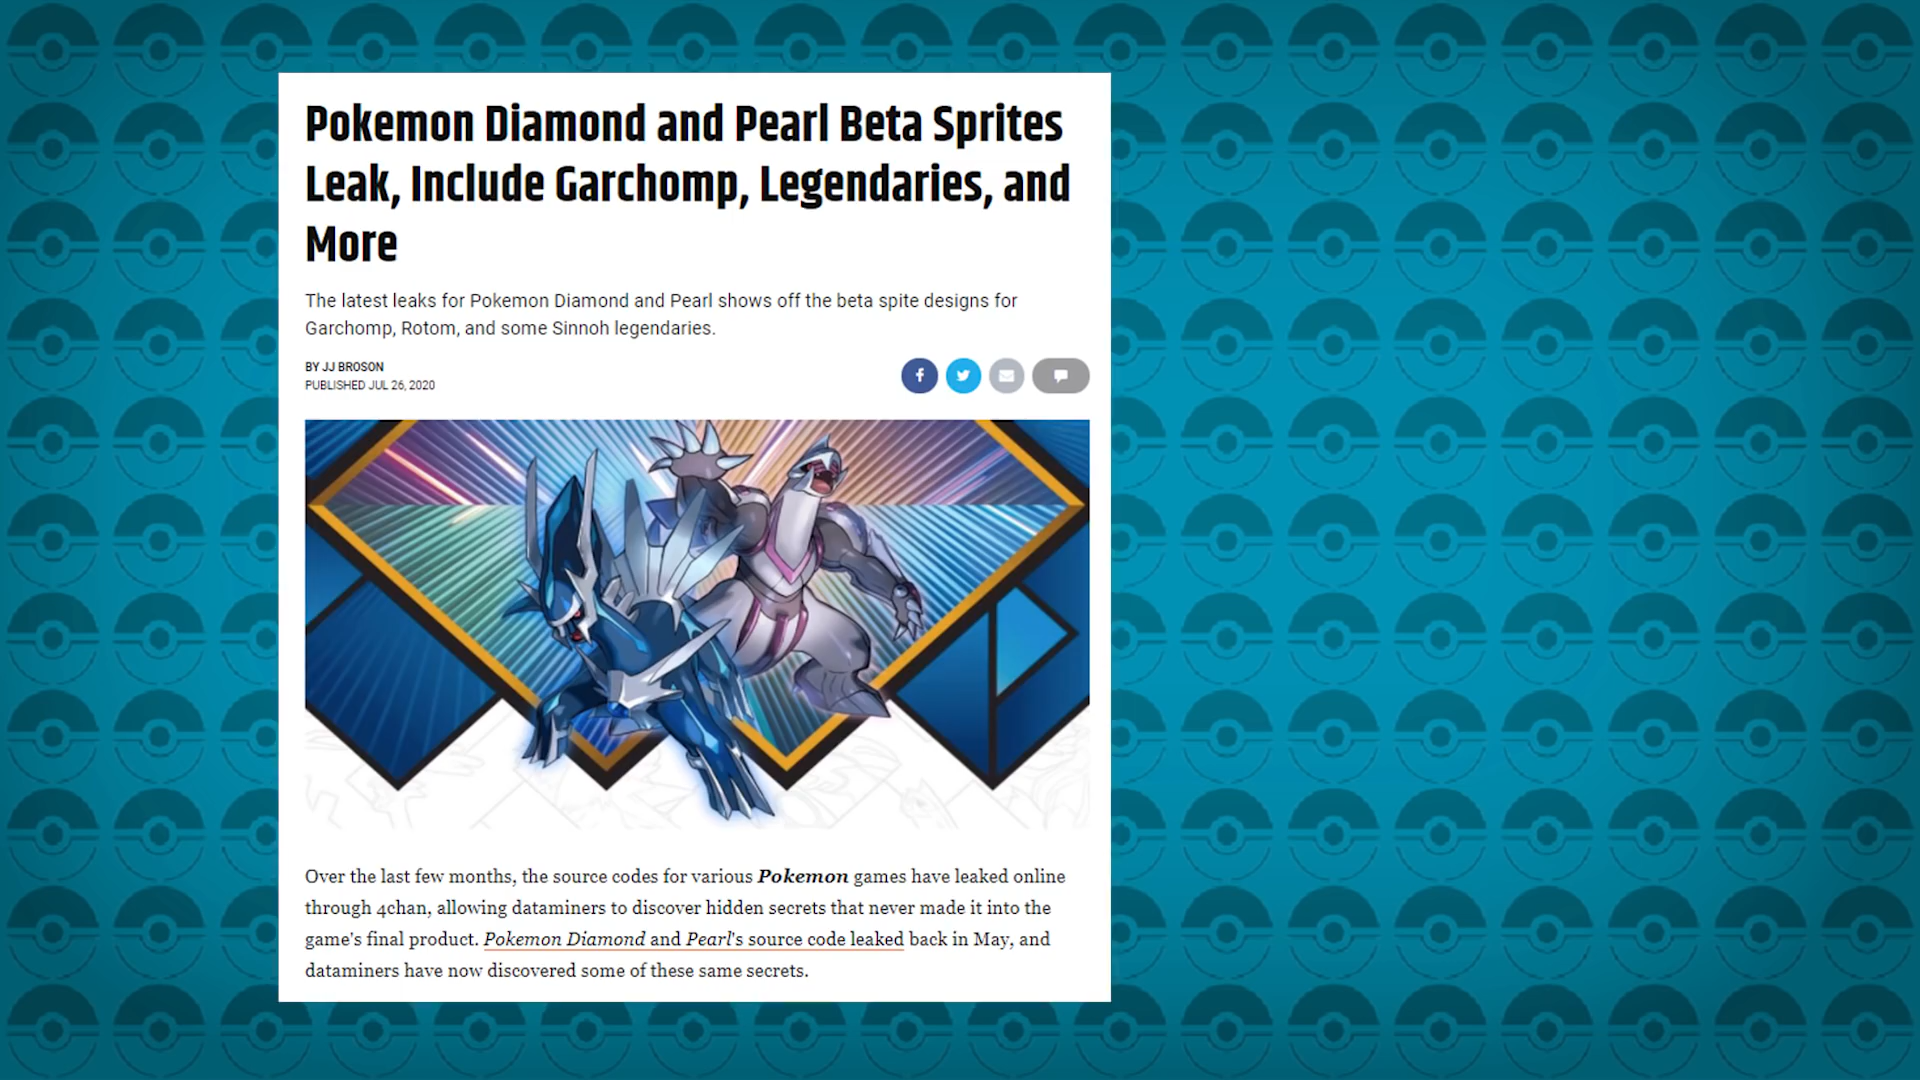 Pokemon Diamond and Pearl Beta Sprites
Leak, Include Garchomp, Legendaries, and
More
The latest leaks for Pokemon Diamond and Pearl shows off the beta spite designs for
Garchomp, Rotom, and some Sinnoh legendaries.
BY JJ BROSON
PUBLISHED JUL 26, 2020
Over the last few months, the source codes for various Pokemon games have leaked online
through 4chan, allowing dataminers to discover hidden secrets that never made it into the
game's final product. Pokemon Diamond and Pearl's source code leaked back in May, and
dataminers have now discovered some of these same secrets.